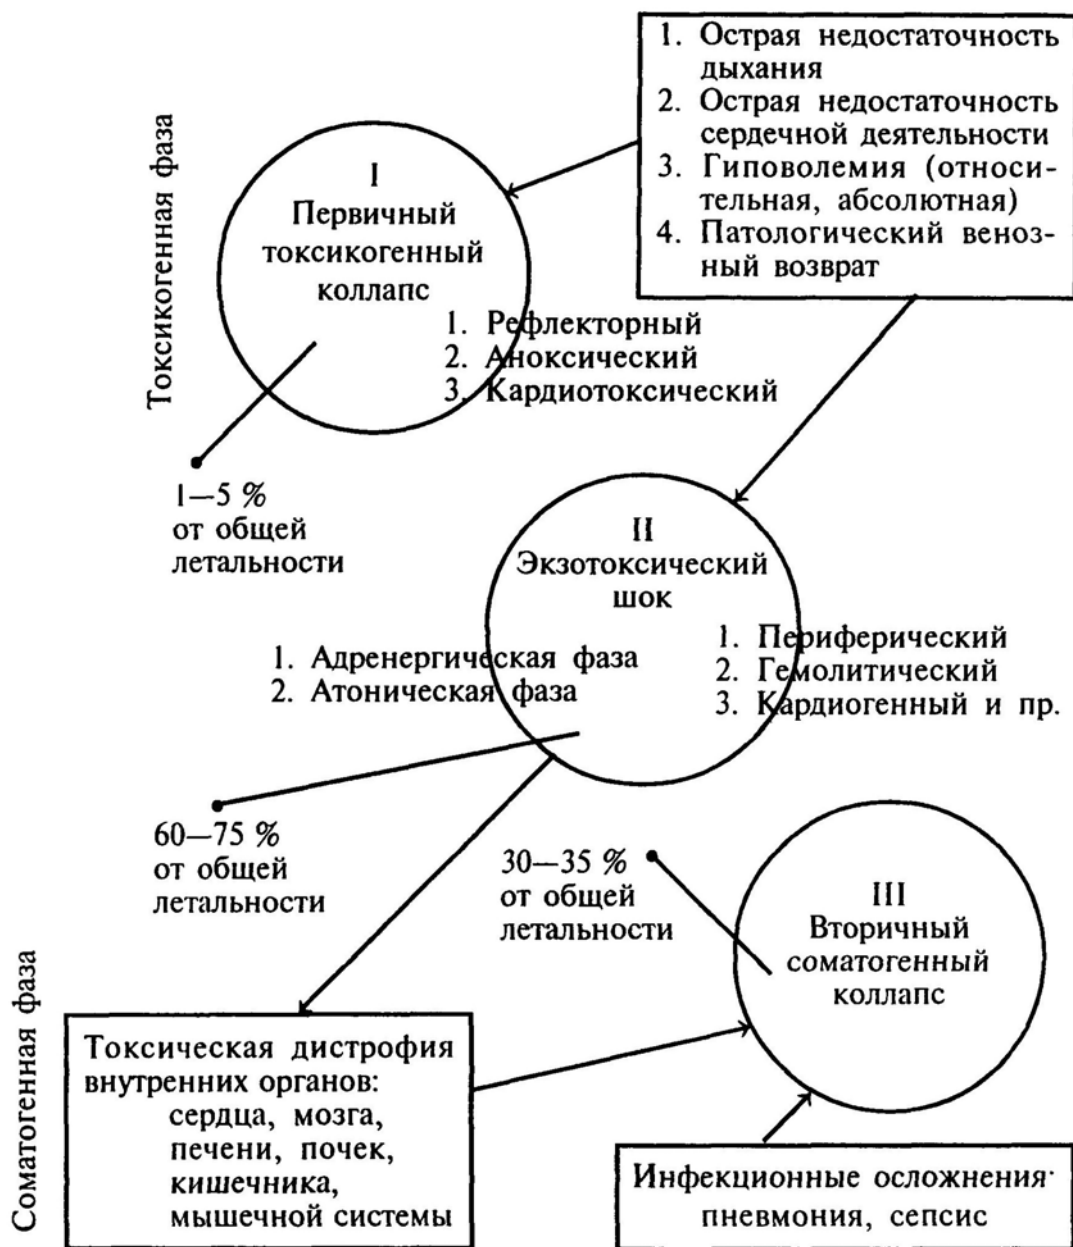 1. Острая недостаточность
дыхания
2. Острая недостаточность
сердечной деятельности
3. Гиповолемия (относи-
тельная, абсолютная)
4. Патологический веноз-
ный возврат
Токсикогенная фаза
I
Первичный
токсикогенный
коллапс
1. Рефлекторный
2. Аноксический
3. Кардиотоксический
1—5 %
от общей
летальности
II
Экзотоксический
шок
1. Адренергическая фаза
2. Атоническая фаза
1. Периферический
2. Гемолитический
3. Кардиогенный и пр.
60—75 %
от общей
летальности
30—35 %
от общей
летальности
III
Вторичный
соматогенный
коллапс
Соматогенная фаза
Токсическая дистрофия
внутренних органов:
сердца, мозга,
печени, почек,
кишечника,
мышечной системы
Инфекционные осложнения·
пневмония, сепсис